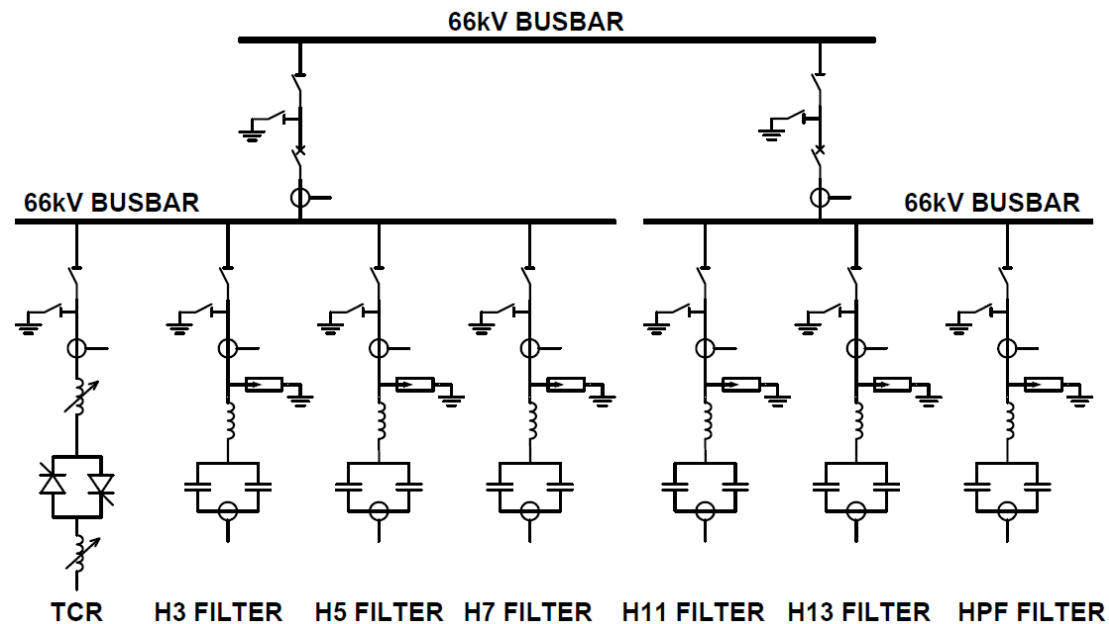 66kV BUSBAR
66kV BUSBAR
66kV BUSBAR
TCR
H3 FILTER
H5 FILTER
H7 FILTER
H11 FILTER
H13 FILTER
HPF FILTER